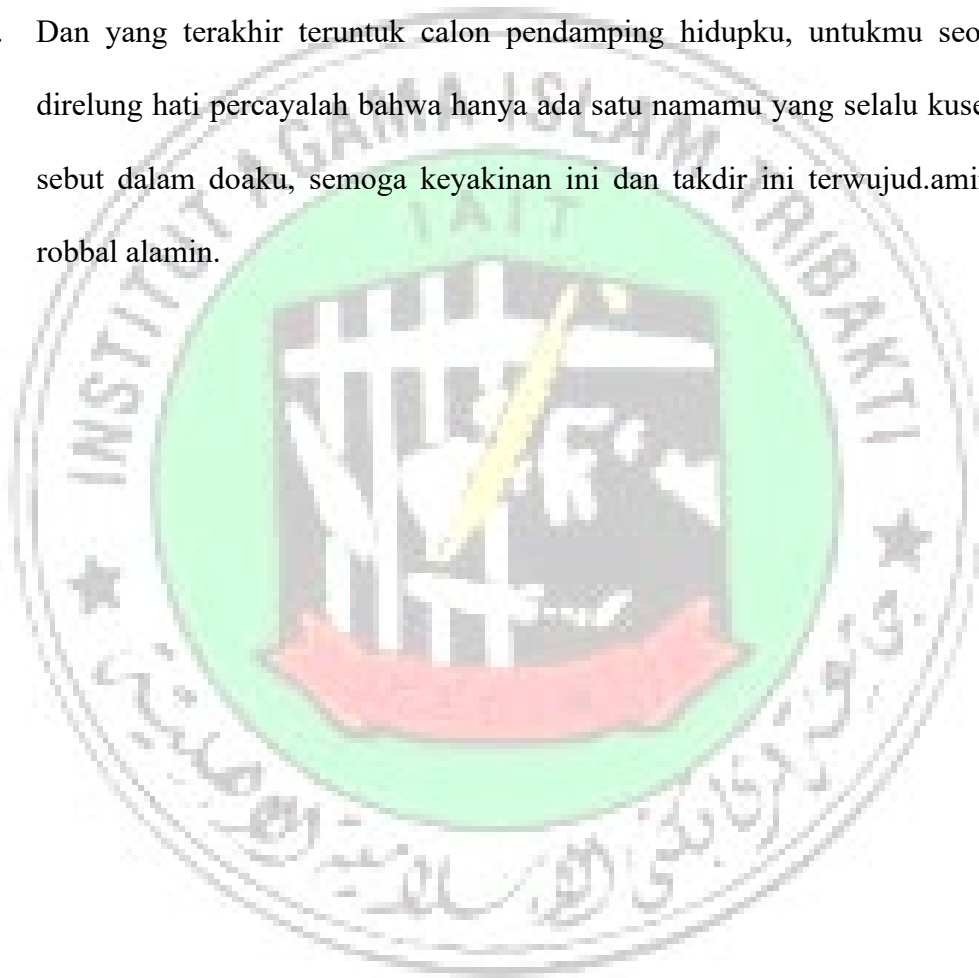 . Dan yang terakhir teruntuk calon pendamping hidupku, untukmu seo
direlung hati percayalah bahwa hanya ada satu namamu yang selalu kuse
sebut dalam doaku, semoga keyakinan ini dan takdir ini terwujud.ami
robbal alamin.
INSTITUT AGAMA ISLAM TRIBAKTI
IAIT